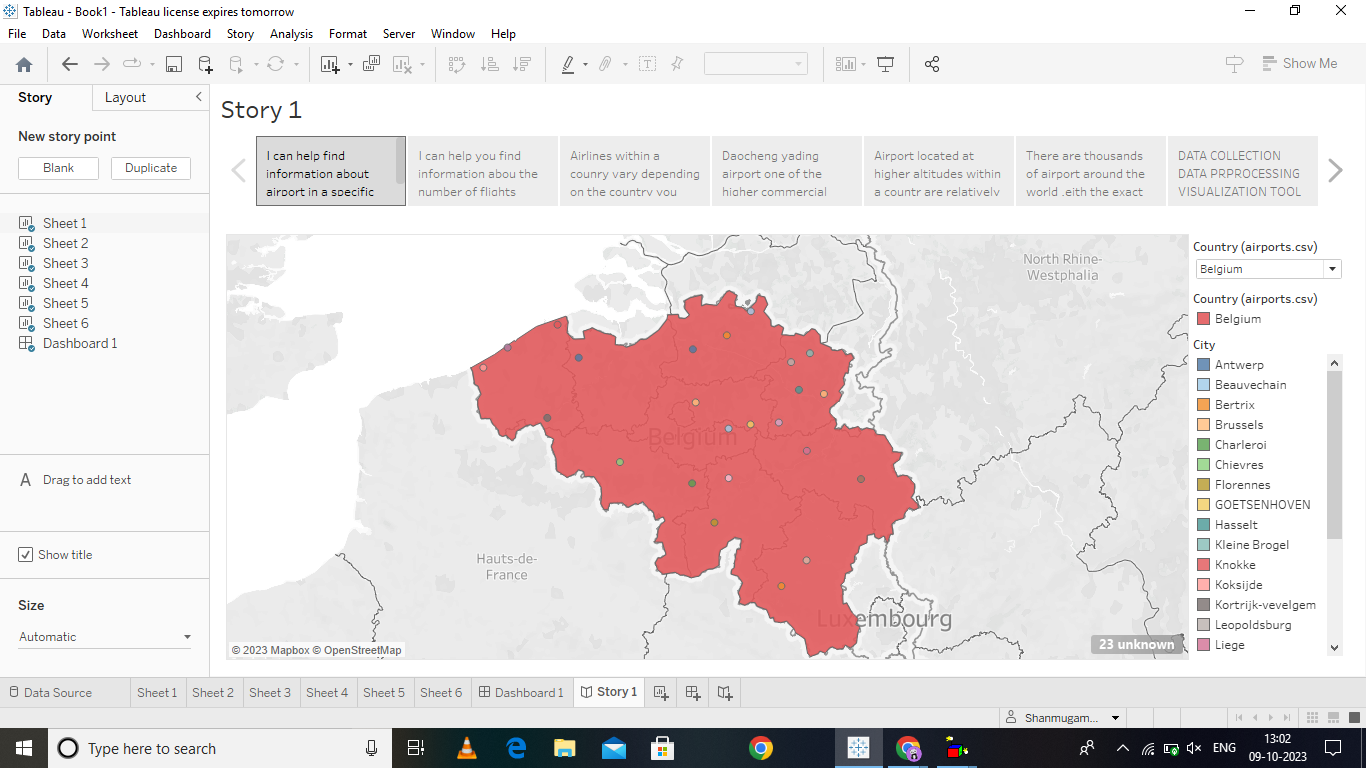 Tableau - Book1 - Tableau license expires tomorrow
File Data Worksheet Dashboard Story Analysis Format Server Window Help
Show Me
Story Layout
New story point
Blank Duplicate
Sheet 1
Sheet 2
Sheet 3
Sheet 4
Sheet 5
Sheet 6
Dashboard 1
A Drag to add text
Show title
Size
Automatic
Story 1
I can help find
information about
airport in a specific
I can help you find
information abou the
number of flights
Airlines within a
counry vary depending
on the country you
Daocheng yading
airport one of the
higher commercial
Airport located at
higher altitudes within
a countr are relatively
There are thousands
of airport around the
world .eith the exact
DATA COLLECTION
DATA PRPROCESSING
VISUALIZATION TOOL
North Rhine-
Westphalia
Belgium
Hauts-de-
France
Luxembourg
23 unknown
© 2023 Mapbox © OpenStreetMap
Country (airports.csv)
Belgium
Country (airports.csv)
Belgium
City
Antwerp
Beauvechain
Bertrix
Brussels
Charleroi
Chievres
Florennes
GOETSENHOVEN
Hasselt
Kleine Brogel
Knokke
Koksijde
Kortrijk-vevelgem
Leopoldsburg
Liege
Data Source Sheet 1 Sheet 2 Sheet 3 Sheet 4 Sheet 5 Sheet 6 Dashboard 1 Story 1
Shanmugam...
Type here to search
ENG
13:02
09-10-2023